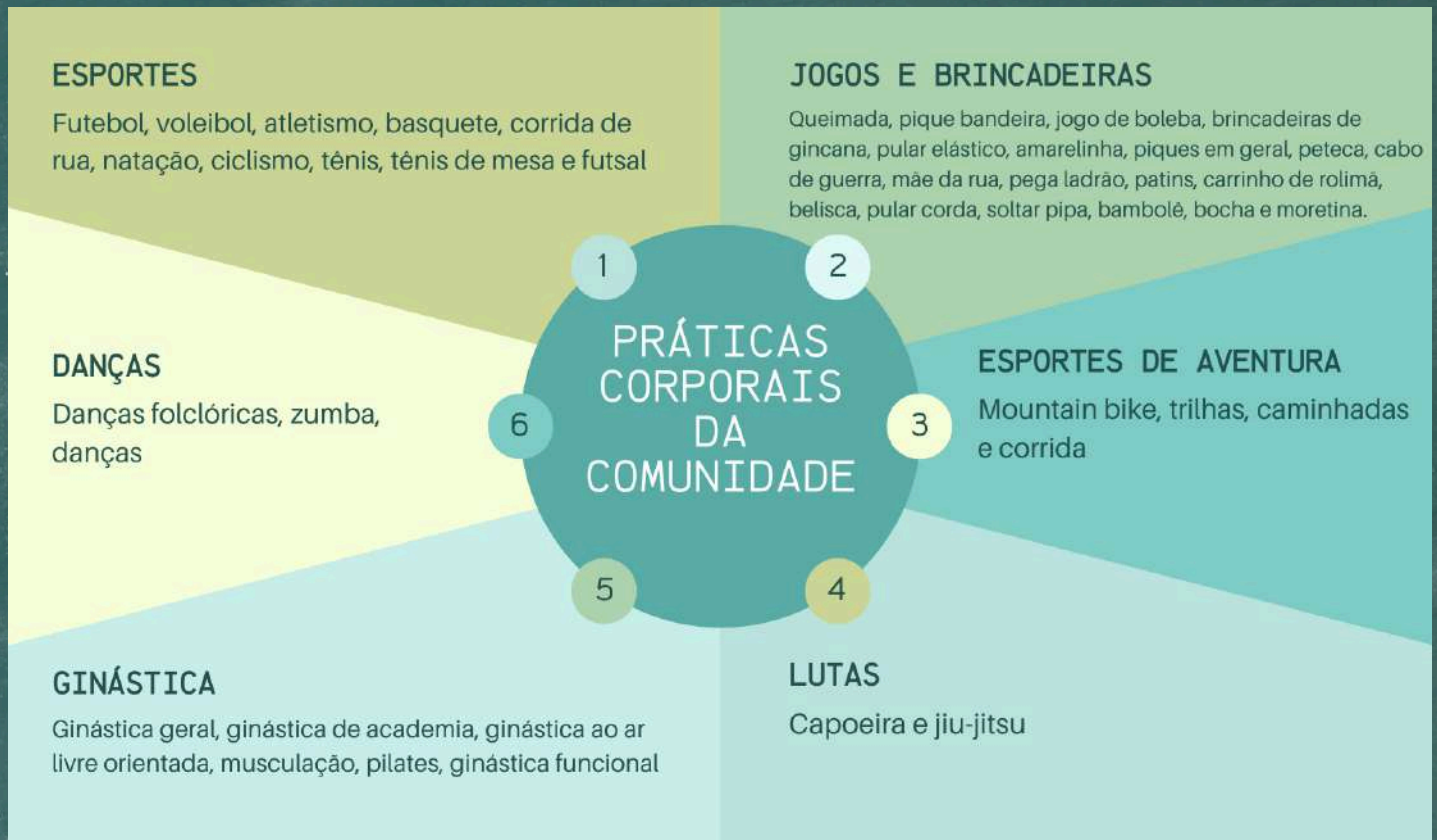 ESPORTES
Futebol, voleibol, atletismo, basquete, corrida de
rua, natação, ciclismo, tênis, tênis de mesa e futsal
JOGOS E BRINCADEIRAS
Queimada, pique bandeira, jogo de boleba, brincadeiras de
gincana, pular elástico, amarelinha, piques em geral, peteca, cabo
de guerra, mãe da rua, pega ladrão, patins, carrinho de rolimã,
belisca, pular corda, soltar pipa, bambolê, bocha e moretina.
1
2
PRÁTICAS
CORPORAIS
DA
COMUNIDADE
DANÇAS
Danças folclóricas, zumba,
danças
6
3
ESPORTES DE AVENTURA
Mountain bike, trilhas, caminhadas
e corrida
5
4
GINÁSTICA
Ginástica geral, ginástica de academia, ginástica ao ar
livre orientada, musculação, pilates, ginástica funcional
LUTAS
Capoeira e jiu-jitsu